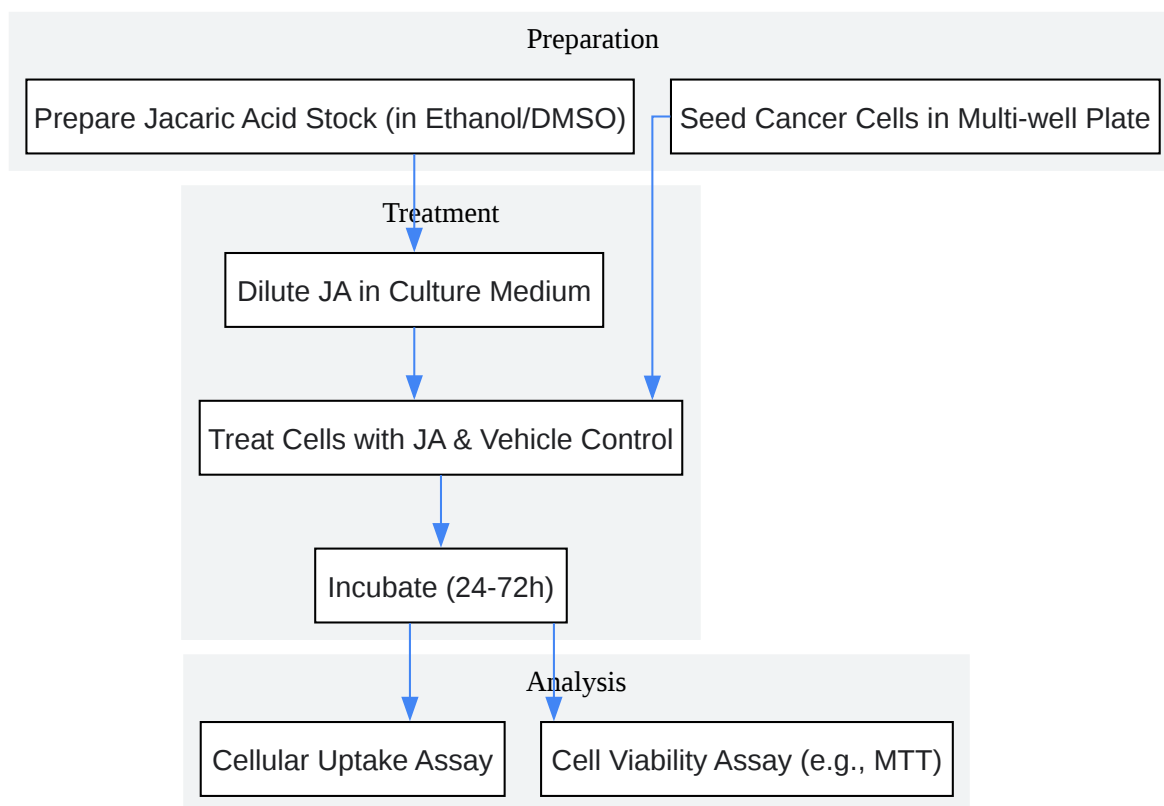 Preparation
Prepare Jacaric Acid Stock (in Ethanol/DMSO)
Seed Cancer Cells in Multi-well Plate
Treatment
Dilute JA in Culture Medium
Treat Cells with JA & Vehicle Control
Incubate (24-72h)
Analysis
Cellular Uptake Assay
Cell Viability Assay (e.g., MTT)